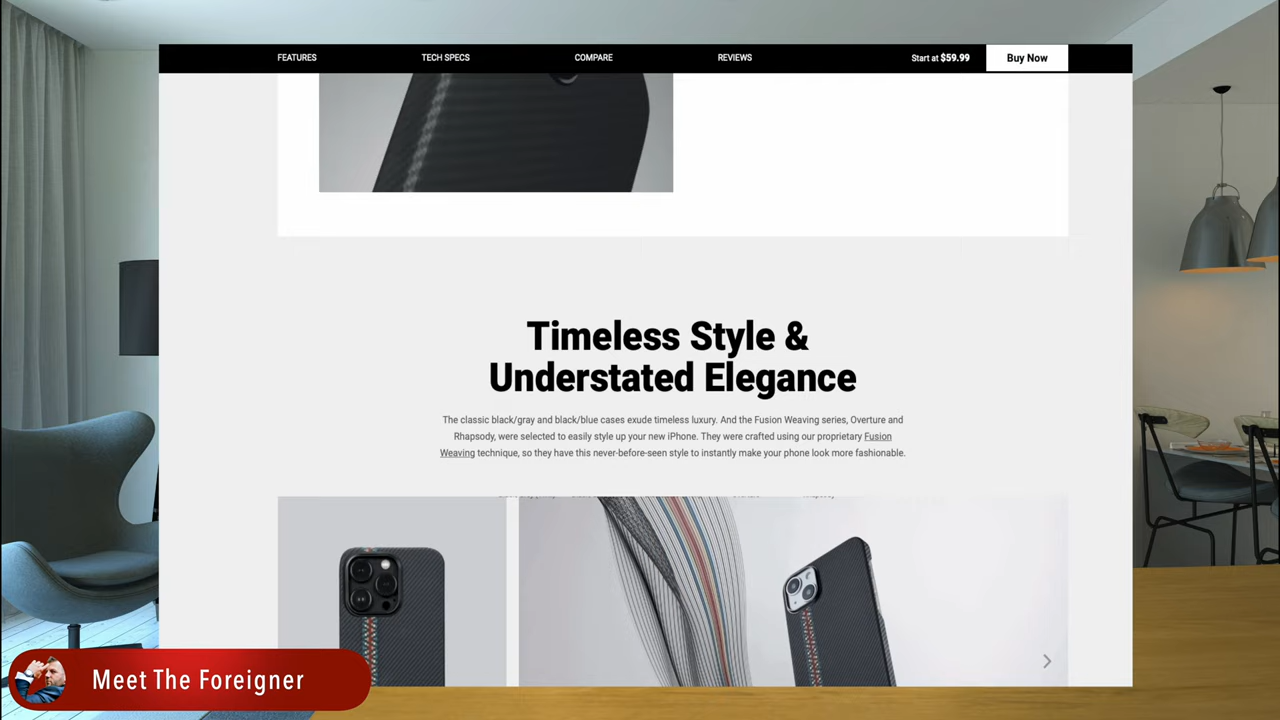 FEATURES
TECH SPECS
COMPARE
REVIEWS
Start at $59.99
Buy Now
Timeless Style &
Understated Elegance
The classic black/gray and black/blue cases exude timeless luxury. And the Fusion Weaving series, Overture and
Rhapsody, were selected to easily style up your new iPhone. They were crafted using our proprietary Fusion
Weaving technique, so they have this never-before-seen style to instantly make your phone look more fashionable.
Meet The Foreigner